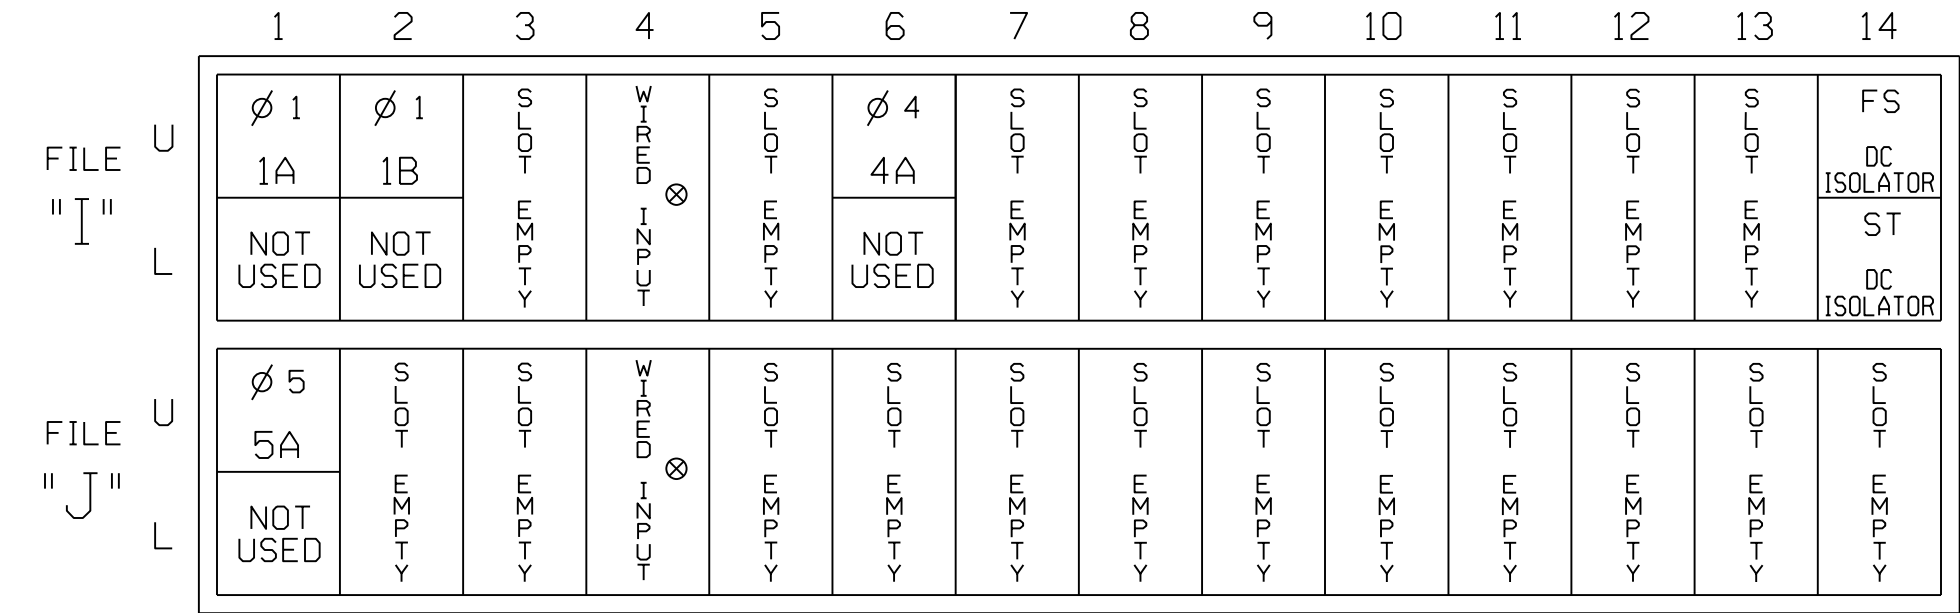 1 2 3 4 5 6 7 8 9 10 11 12 13 14
FILE
"I"
U
L
Ø 1
1A
NOT
USED
Ø 1
1B
NOT
USED
SLOT EMPTY
WIRED INPUT
SLOT EMPTY
Ø 4
4A
NOT
USED
SLOT EMPTY
SLOT EMPTY
SLOT EMPTY
SLOT EMPTY
SLOT EMPTY
SLOT EMPTY
SLOT EMPTY
FS
DC
ISOLATOR
ST
DC
ISOLATOR
FILE
"J"
U
L
Ø 5
5A
NOT
USED
SLOT EMPTY
SLOT EMPTY
WIRED INPUT
SLOT EMPTY
SLOT EMPTY
SLOT EMPTY
SLOT EMPTY
SLOT EMPTY
SLOT EMPTY
SLOT EMPTY
SLOT EMPTY
SLOT EMPTY
SLOT EMPTY